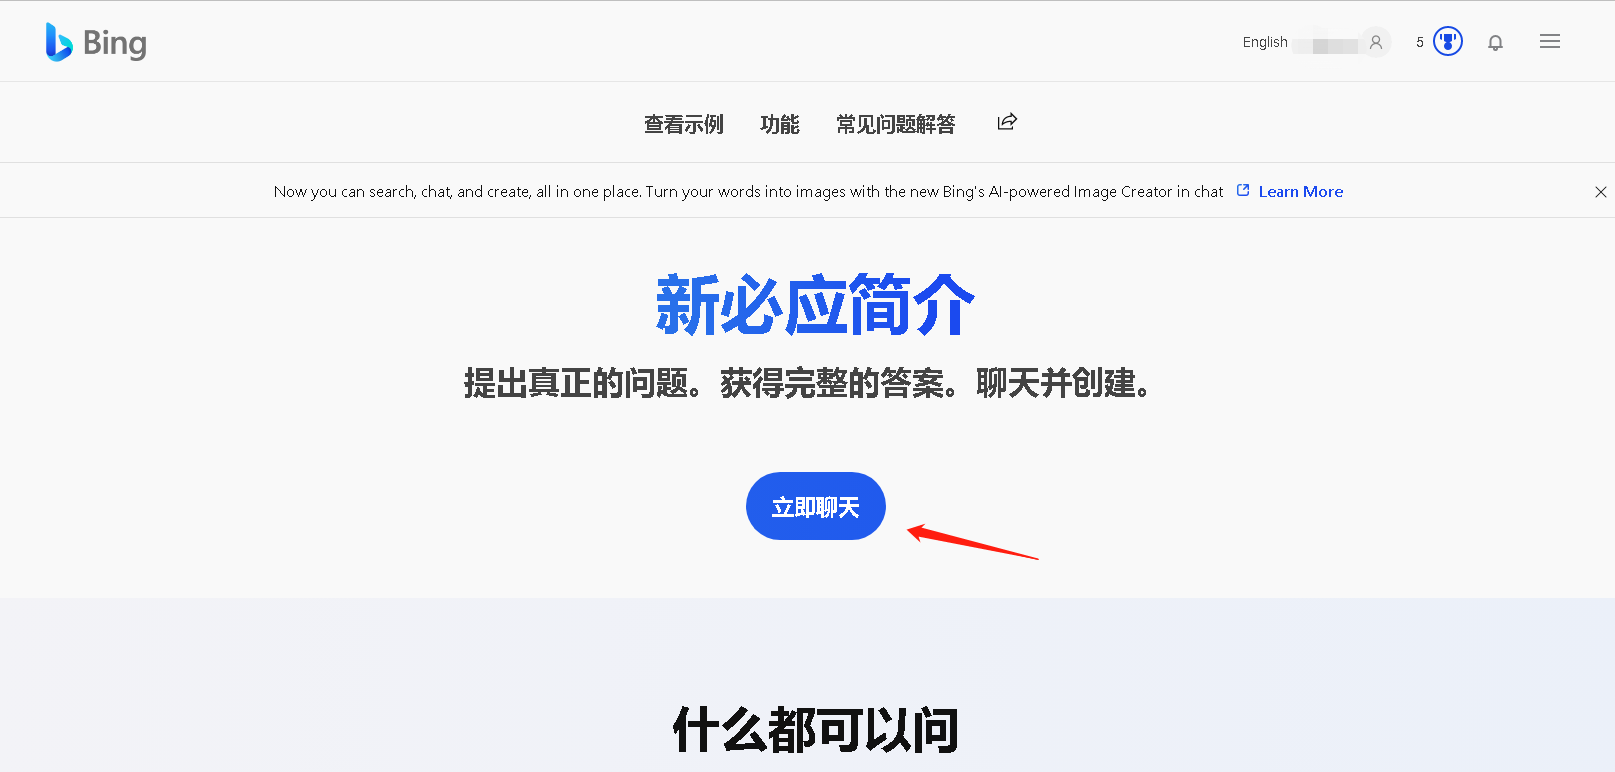 Bing
English
5
查看示例 功能 常见问题解答
Now you can search, chat, and create, all in one place. Turn your words into images with the new Bing's AI-powered Image Creator in chat Learn More
新必应简介
提出真正的问题。获得完整的答案。聊天并创建。
立即聊天
什么都可以问